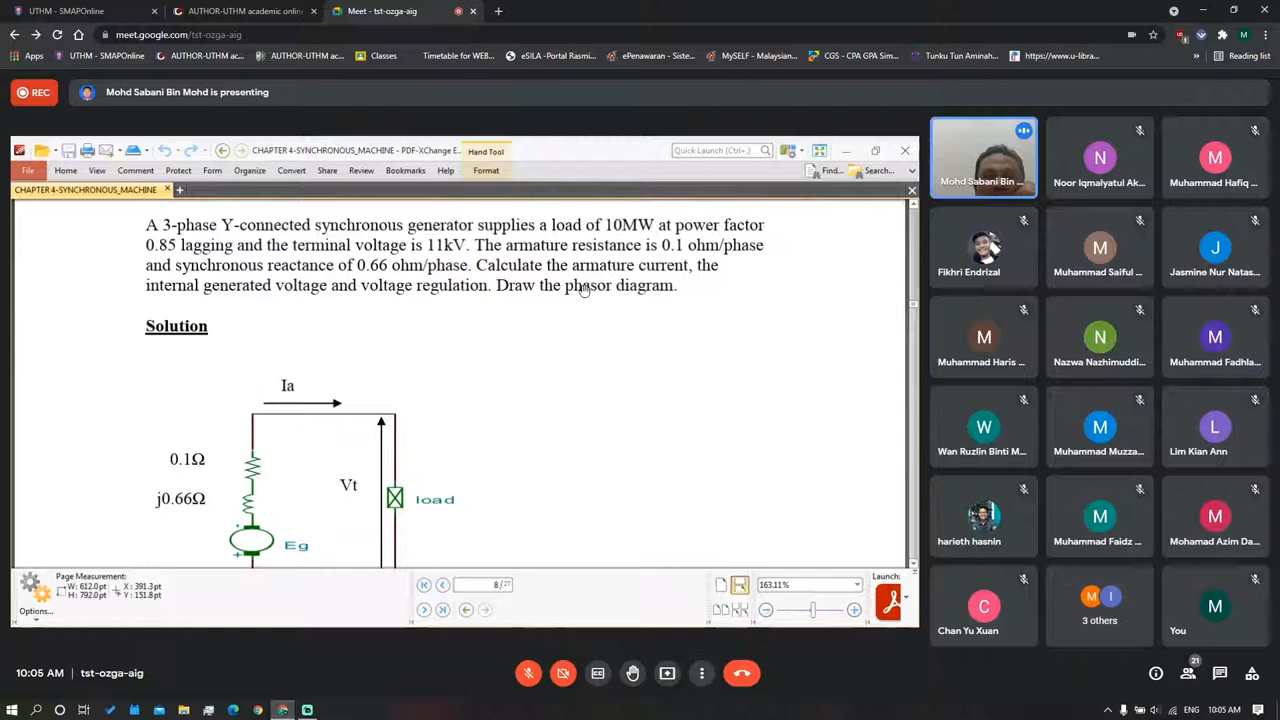 UTHM - SMAPOnline
AUTHOR-UTHM academic onlin
Meet - tst-ozga-aig
meet.google.com/tst-ozga-aig
Apps
UTHM - SMAPOnline
AUTHOR-UTHM ac...
AUTHOR-UTHM ac...
Classes
Timetable for WEB...
eSILA -Portal Rasmi...
ePenawaran - Siste...
MySELF - Malaysian...
CGS - CPA GPA Sim...
Tunku Tun Aminah...
https://www.u-libra...
»
Reading list
REC
Mohd Sabani Bin Mohd is presenting
CHAPTER 4-SYNCHRONOUS_MACHINE - PDF-XChange E...
Hand Tool
Quick Launch (Ctrl+.)
File
Home
View
Comment
Protect
Form
Organize
Convert
Share
Review
Bookmarks
Help
Format
Find...
Search...
CHAPTER 4-SYNCHRONOUS_MACHINE
A 3-phase Y-connected synchronous generator supplies a load of 10MW at power factor
0.85 lagging and the terminal voltage is 11kV. The armature resistance is 0.1 ohm/phase
and synchronous reactance of 0.66 ohm/phase. Calculate the armature current, the
internal generated voltage and voltage regulation. Draw the phasor diagram.
Solution
Ia
0.1Ω
j0.66Ω
Vt
load
Eg
Options...
Page Measurement:
W: 612.0 pt
H: 792.0 pt
X: 391.3 pt
Y: 151.8 pt
8 / 27
163.11%
Launch:
Mohd Sabani Bin ...
Noor Iqmalyatul Ak...
Muhammad Hafiq ...
Fikhri Endrizal
Muhammad Saiful ...
Jasmine Nur Natas...
Muhammad Haris ...
Nazwa Nazhimuddi...
Muhammad Fadhla...
Wan Ruzlin Binti M...
Muhammad Muzza...
Lim Kian Ann
harieth hasnin
Muhammad Faidz ...
Mohamad Azim Da...
Chan Yu Xuan
3 others
You
10:05 AM
tst-ozga-aig
21
ENG
10:05 AM